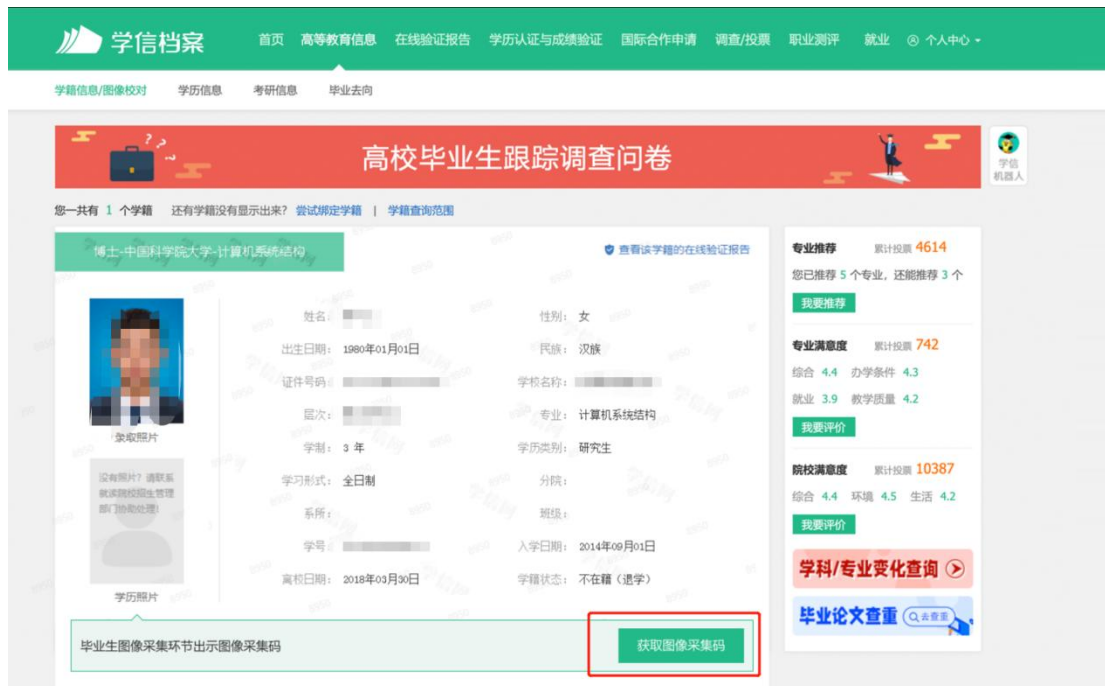 学信档案
首页 高等教育信息 在线验证报告 学历认证与成绩验证 国际合作申请 调查/投票 职业测评 就业 个人中心
学籍信息/图像校对 学历信息 考研信息 毕业去向
高校毕业生跟踪调查问卷
学信
机器人
您一共有 1 个学籍 还有学籍没有显示出来? 尝试绑定学籍 | 学籍查询范围
博士-中国科学院大学-计算机系统结构
查看该学籍的在线验证报告
姓名:
性别: 女
出生日期: 1980年01月01日
民族: 汉族
证件号码:
学校名称:
层次:
专业: 计算机系统结构
学制: 3 年
学历类别: 研究生
学习形式: 全日制
分院:
系所:
班级:
学号:
入学日期: 2014年09月01日
离校日期: 2018年03月30日
学籍状态: 不在籍(退学)
录取照片
没有照片?请联系
就读院校招生管理
部门协助处理!
学历照片
毕业生图像采集环节出示图像采集码
获取图像采集码
专业推荐 累计投票 4614
您已推荐 5 个专业, 还能推荐 3 个
我要推荐
专业满意度 累计投票 742
综合 4.4 办学条件 4.3
就业 3.9 教学质量 4.2
我要评价
院校满意度 累计投票 10387
综合 4.4 环境 4.5 生活 4.2
我要评价
学科/专业变化查询
毕业论文查重 去查重